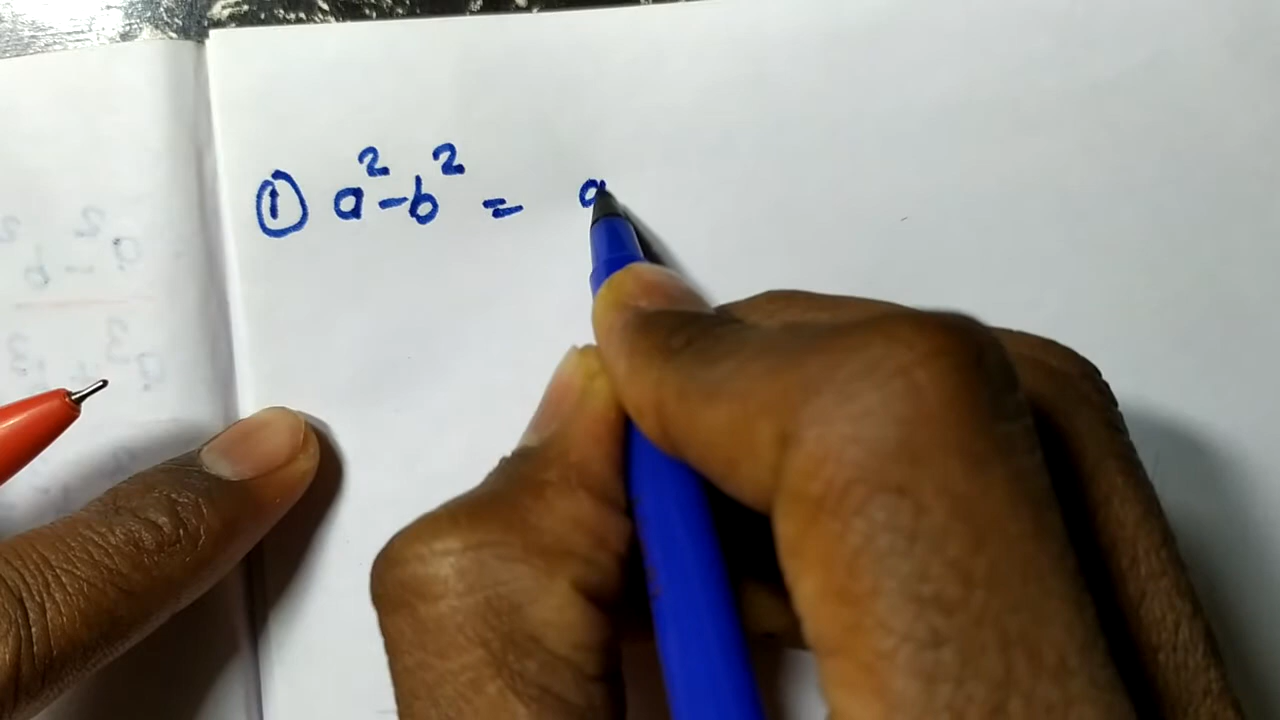 ① a²-b² = a